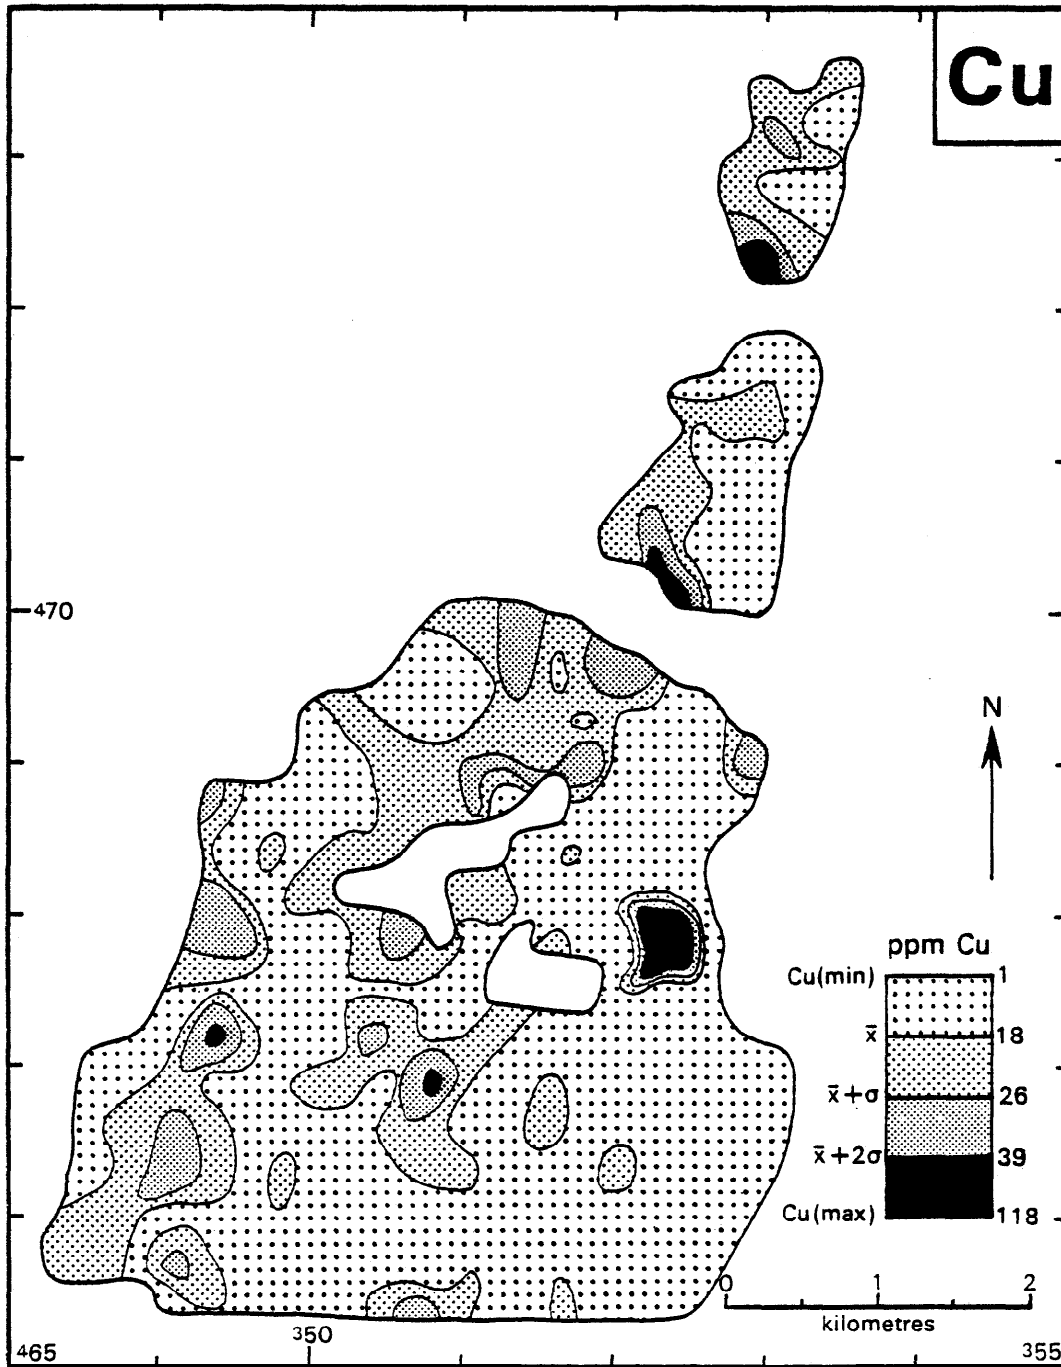 Cu
470
N
ppm Cu
Cu(min) 1
x̄ 18
x̄+σ 26
x̄+2σ 39
Cu(max) 118
0 1 2
kilometres
350
465 355